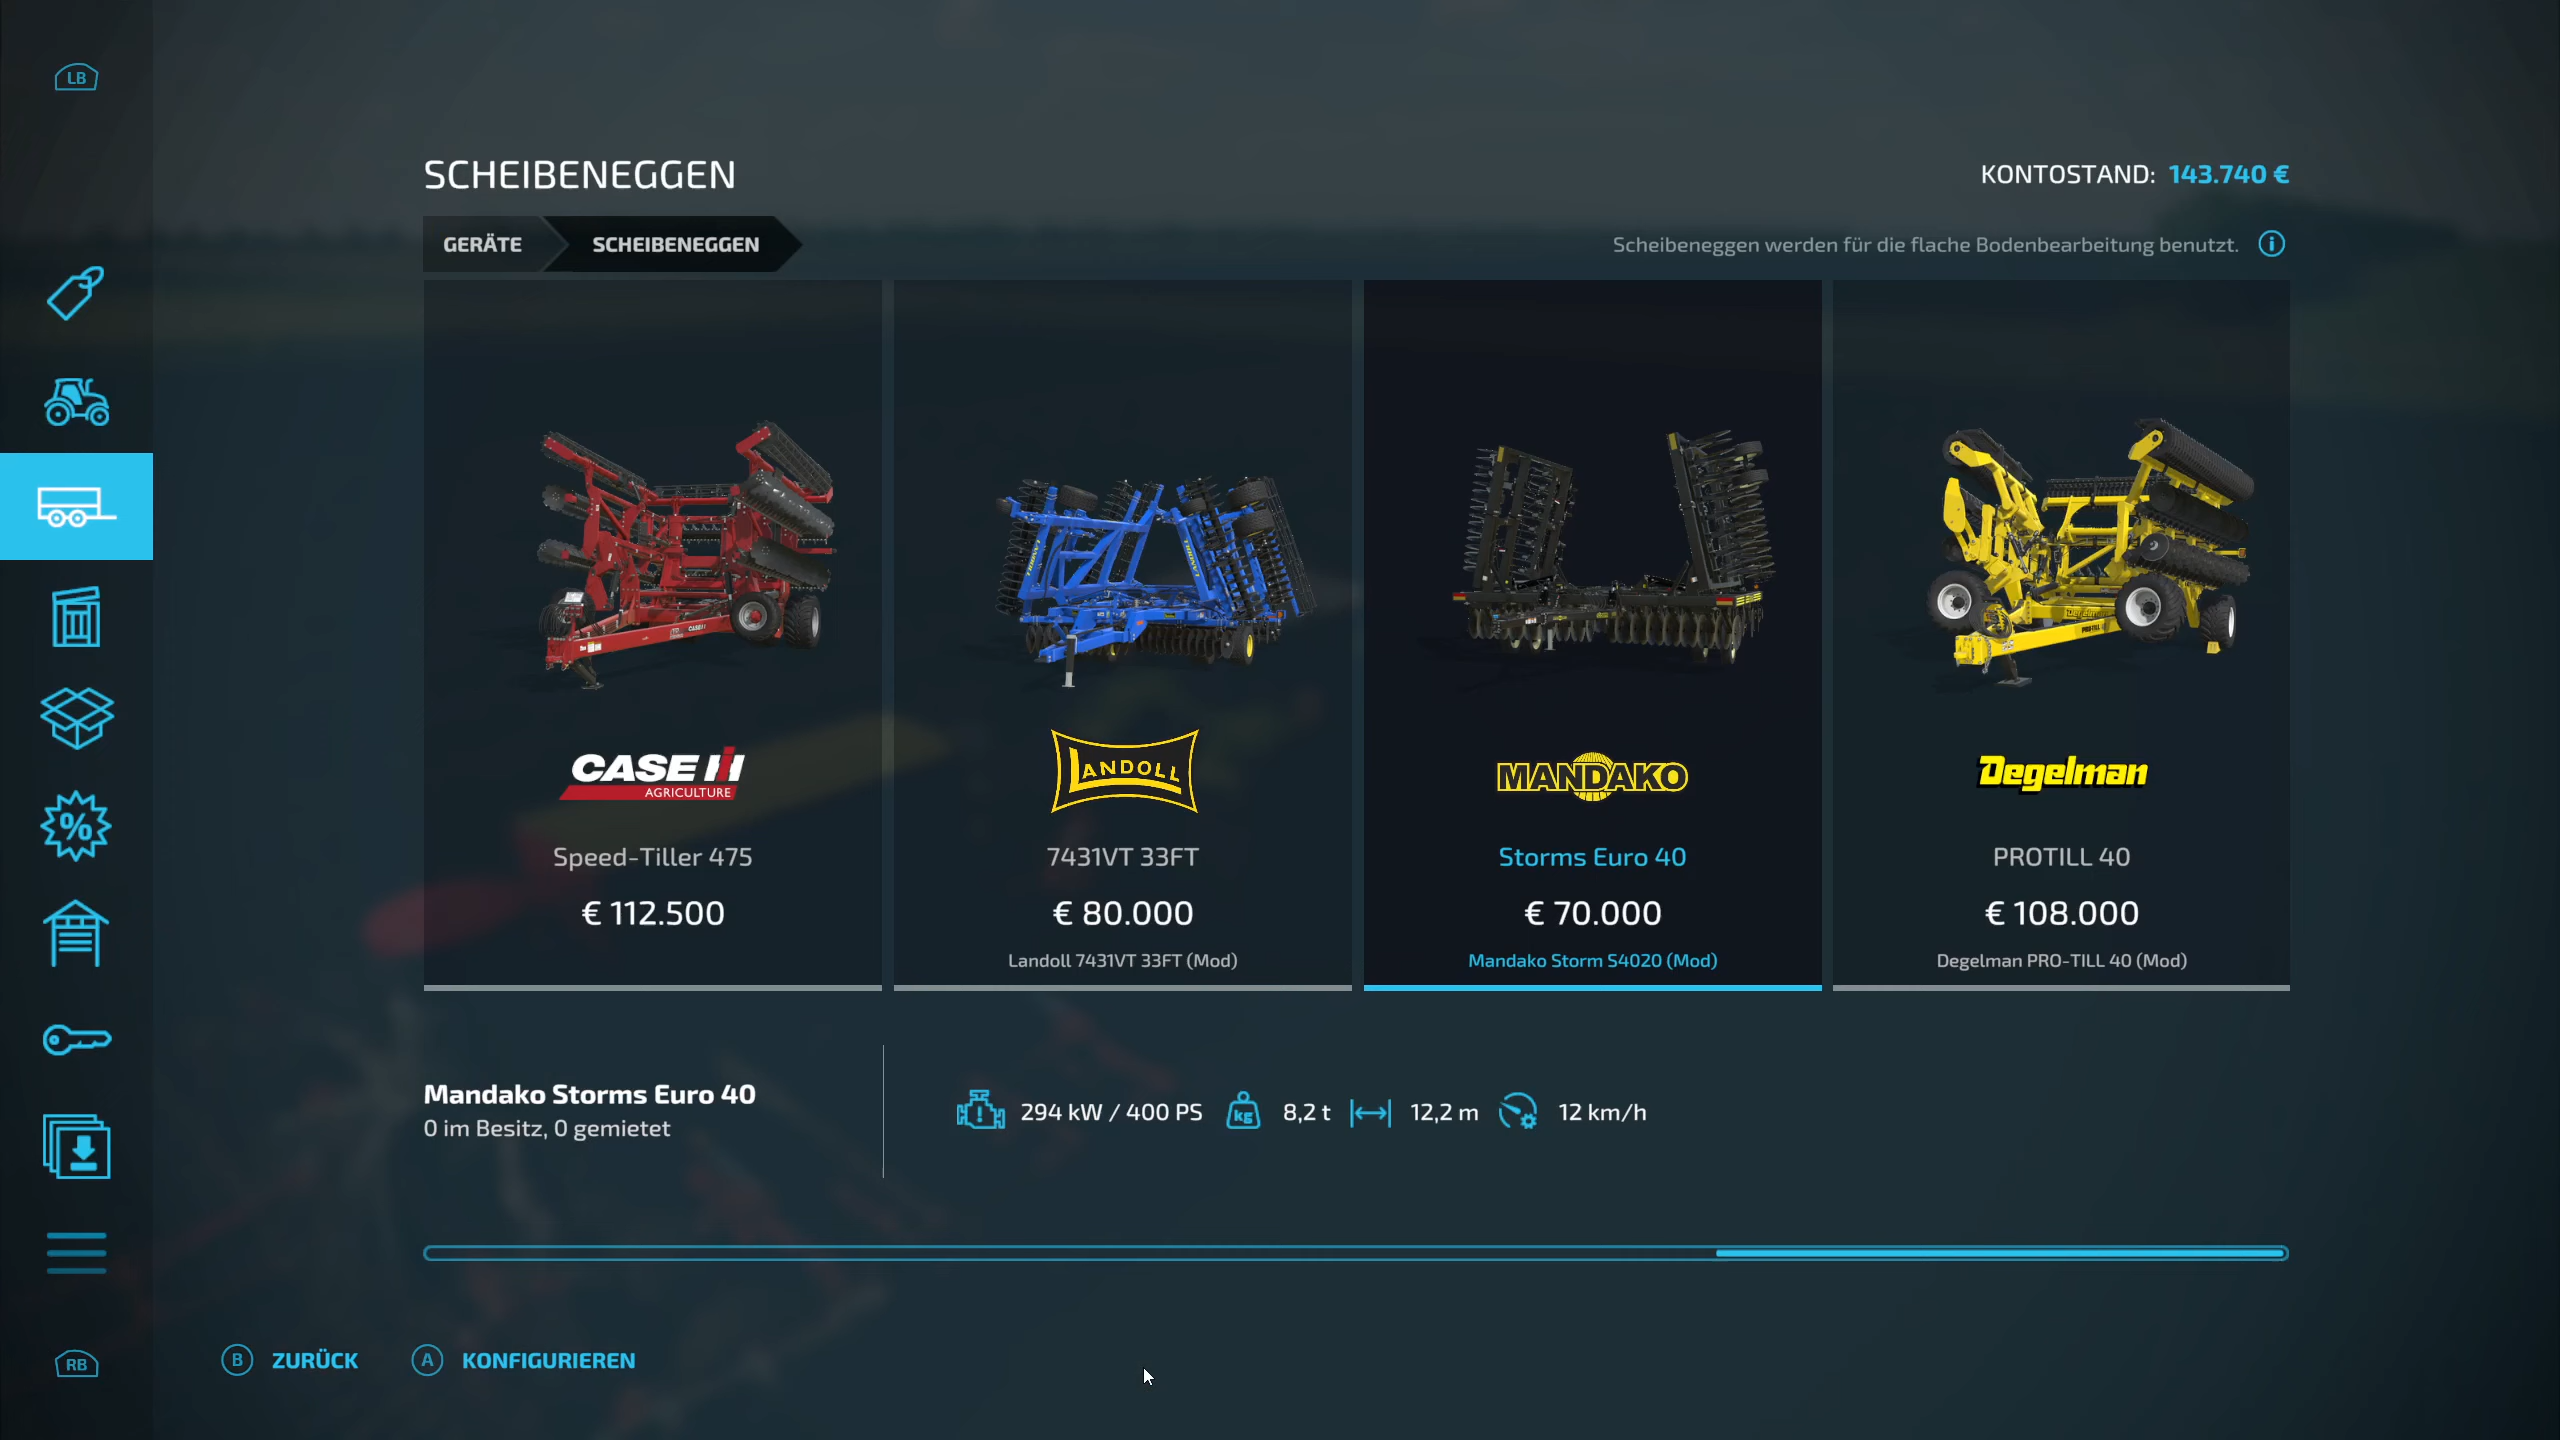 LB
SCHEIBENEGGEN
KONTOSTAND: 143.740 €
GERÄTE
SCHEIBENEGGEN
Scheibeneggen werden für die flache Bodenbearbeitung benutzt.
CASE IH
AGRICULTURE
Speed-Tiller 475
€ 112.500
LANDOLL
7431VT 33FT
€ 80.000
Landoll 7431VT 33FT (Mod)
MANDAKO
Storms Euro 40
€ 70.000
Mandako Storm S4020 (Mod)
Degelman
PROTILL 40
€ 108.000
Degelman PRO-TILL 40 (Mod)
Mandako Storms Euro 40
0 im Besitz, 0 gemietet
294 kW / 400 PS
kg
8,2 t
12,2 m
12 km/h
%
RB
B ZURÜCK
A KONFIGURIEREN